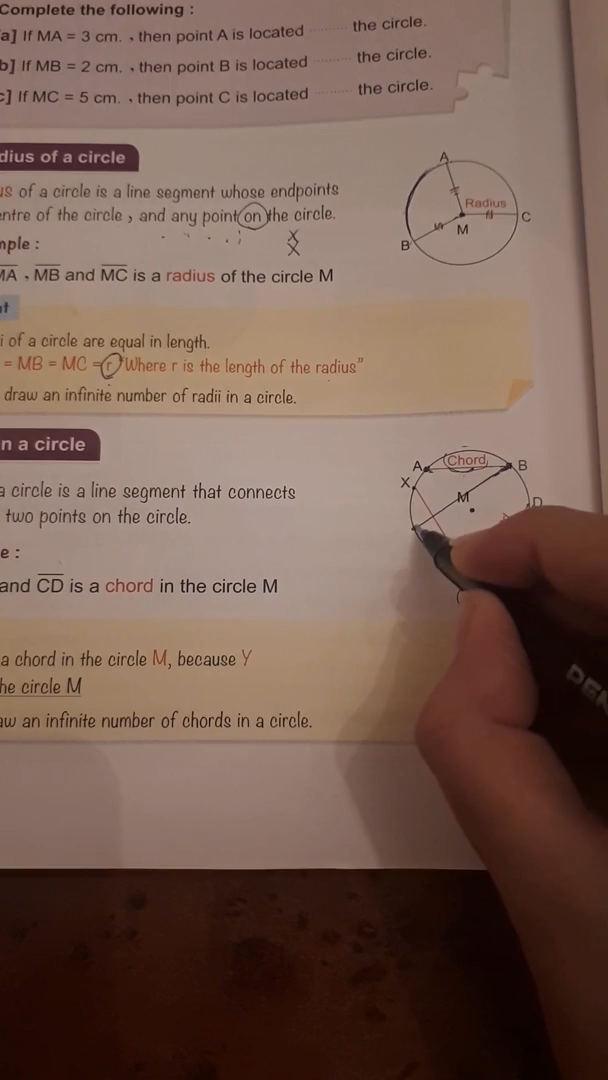 Complete the following :
a] If MA = 3 cm. , then point A is located ........ the circle.
b] If MB = 2 cm. , then point B is located ........ the circle.
c] If MC = 5 cm. , then point C is located ........ the circle.
dius of a circle
us of a circle is a line segment whose endpoints
entre of the circle , and any point on the circle.
mple :
MA , MB and MC is a radius of the circle M
A
Radius
C
M
B
nt
i of a circle are equal in length.
= MB = MC = r "Where r is the length of the radius"
draw an infinite number of radii in a circle.
n a circle
a circle is a line segment that connects
two points on the circle.
e :
and CD is a chord in the circle M
A
Chord
B
X
M
D
a chord in the circle M, because Y
he circle M
aw an infinite number of chords in a circle.